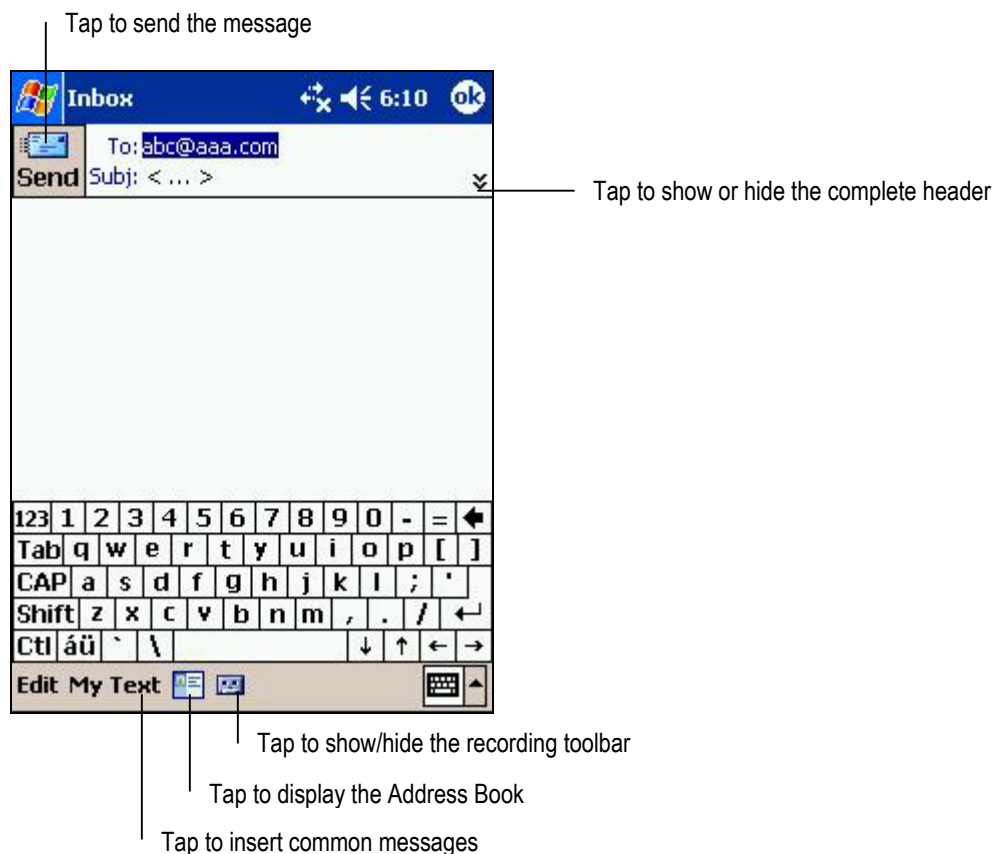 Tap to send the message
Inbox 6:10 ok
To: abc@aaa.com
Send Subj: < ... >
Tap to show or hide the complete header
123 1 2 3 4 5 6 7 8 9 0 - =
Tab q w e r t y u i o p [ ]
CAP a s d f g h j k l ; '
Shift z x c v b n m , . /
Ctl áü ` \ ↓ ↑ ← →
Edit My Text
Tap to show/hide the recording toolbar
Tap to display the Address Book
Tap to insert common messages